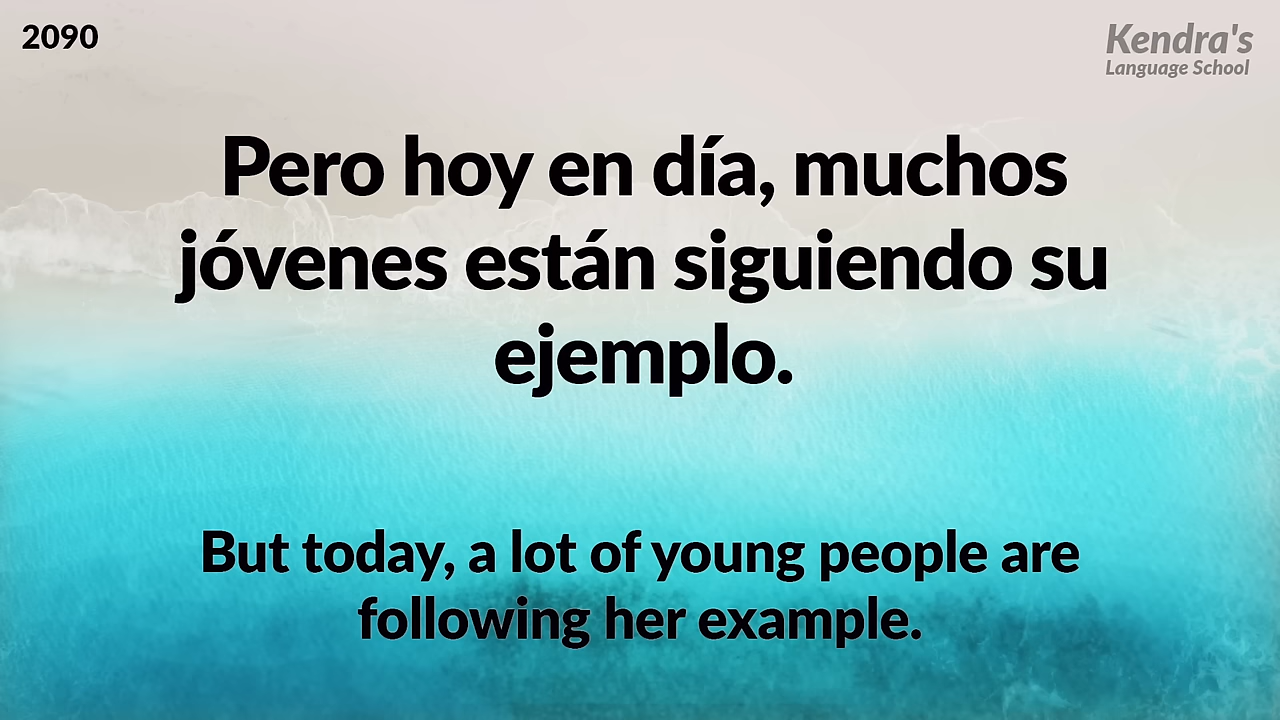 2090
Kendra's
Language School
Pero hoy en día, muchos
jóvenes están siguiendo su
ejemplo.
But today, a lot of young people are
following her example.